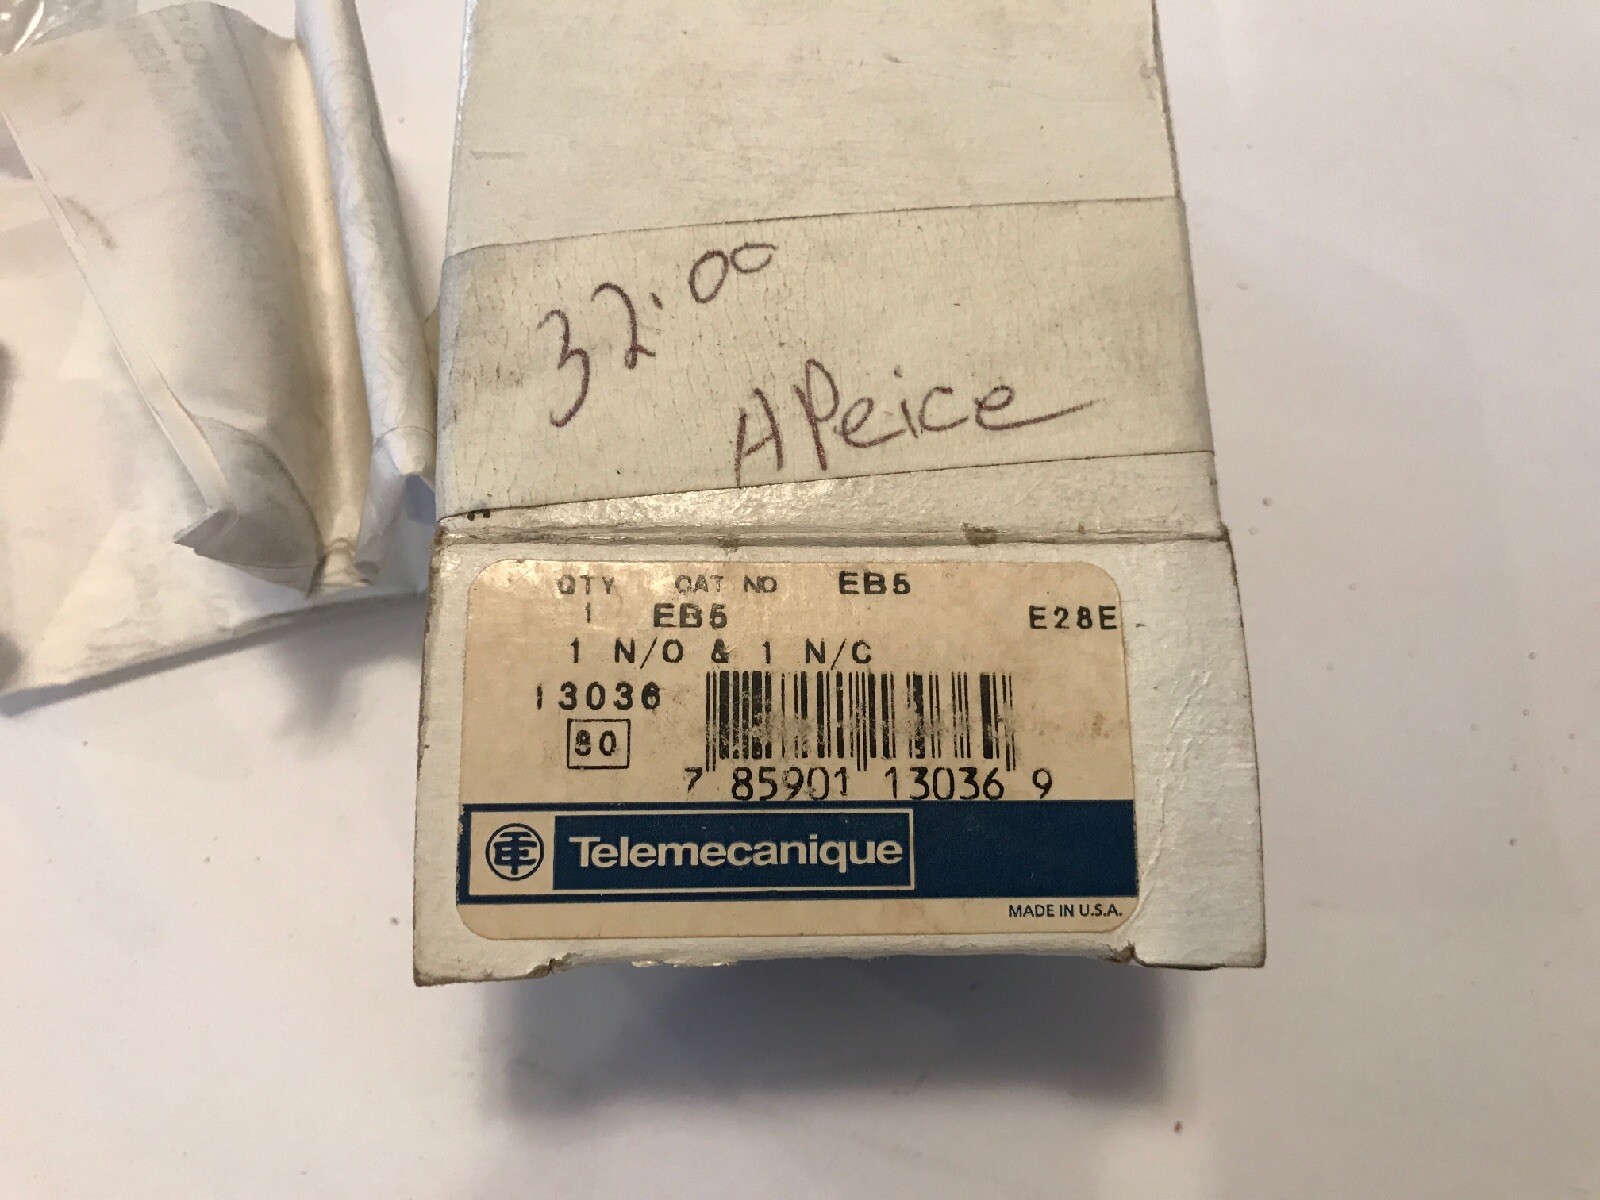 32.00
A Peice
QTY CAT NO EB5
1 EB5 E28E
1 N/O & 1 N/C
13036
80
7 85901 13036 9
Telemecanique
MADE IN U.S.A.